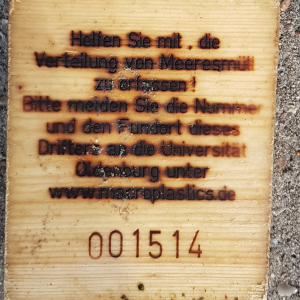 Helfen Sie mit, die
Verteilung von Meeresmüll
zu erfassen!
Bitte melden Sie die Nummer
und den Fundort dieses
Drifters an die Universität
Oldenburg unter
www.macroplastics.de
001514